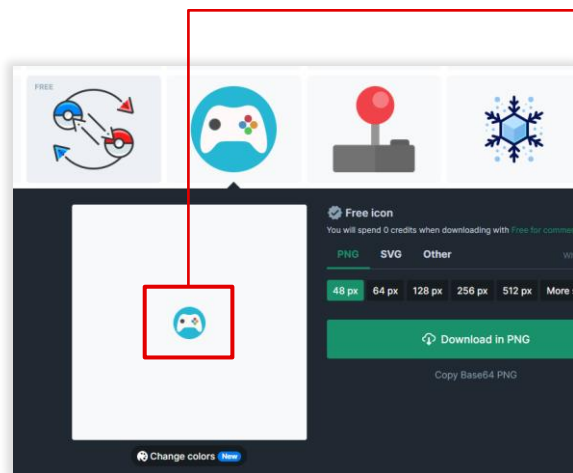 FREE
Free icon
You will spend 0 credits when downloading with Free for comme
PNG SVG Other
48 px 64 px 128 px 256 px 512 px More
Download in PNG
Copy Base64 PNG
Change colors New